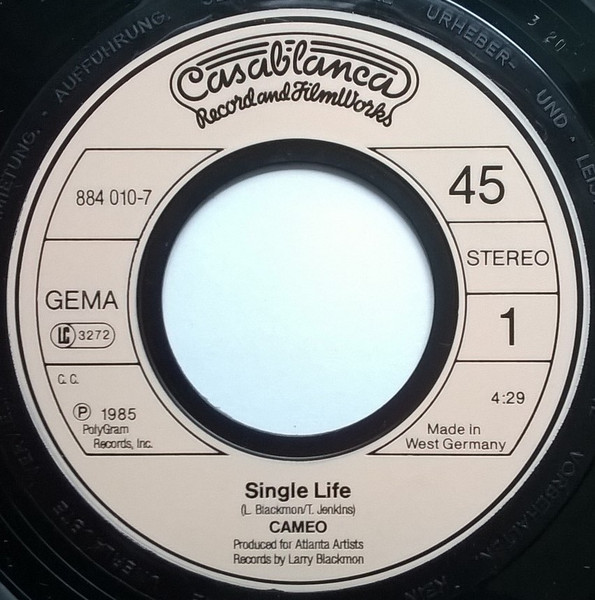 Casablanca
Record and FilmWorks
884 010-7
45
STEREO
GEMA
LC 3272
1
G. G.
4:29
℗ 1985
PolyGram
Records, Inc.
Made in
West Germany
Single Life
(L. Blackmon/T. Jenkins)
CAMEO
Produced for Atlanta Artists
Records by Larry Blackmon
AUFFÜHRUNG.
URHEBER- UND